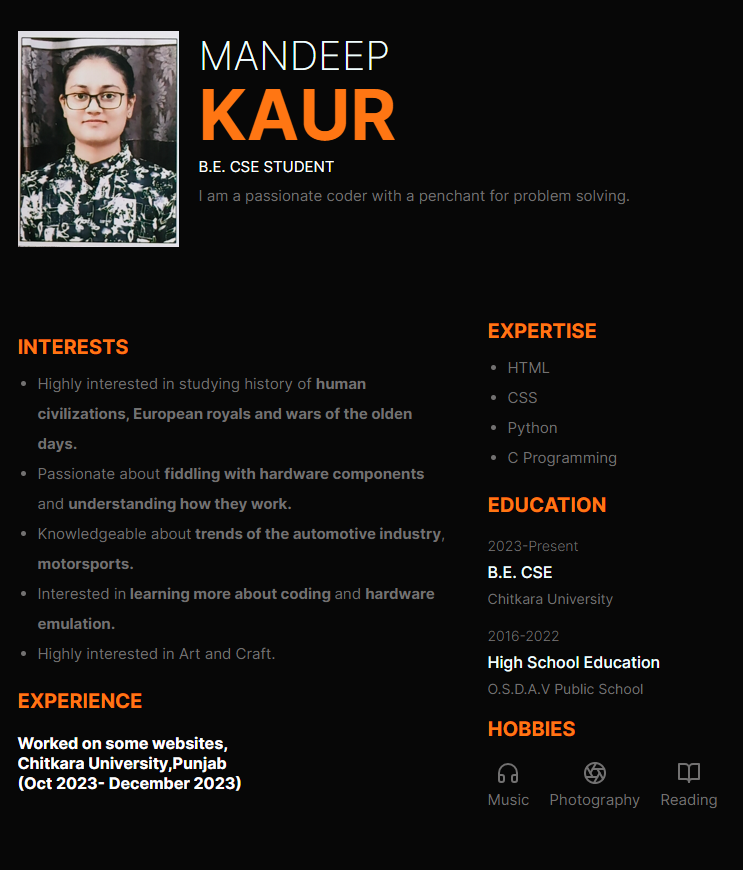 MANDEEP
KAUR
B.E. CSE STUDENT
I am a passionate coder with a penchant for problem solving.
INTERESTS
• Highly interested in studying history of human
civilizations, European royals and wars of the olden
days.
• Passionate about fiddling with hardware components
and understanding how they work.
• Knowledgeable about trends of the automotive industry,
motorsports.
• Interested in learning more about coding and hardware
emulation.
• Highly interested in Art and Craft.
EXPERIENCE
Worked on some websites,
Chitkara University,Punjab
(Oct 2023- December 2023)
EXPERTISE
• HTML
• CSS
• Python
• C Programming
EDUCATION
2023-Present
B.E. CSE
Chitkara University
2016-2022
High School Education
O.S.D.A.V Public School
HOBBIES
Music Photography Reading